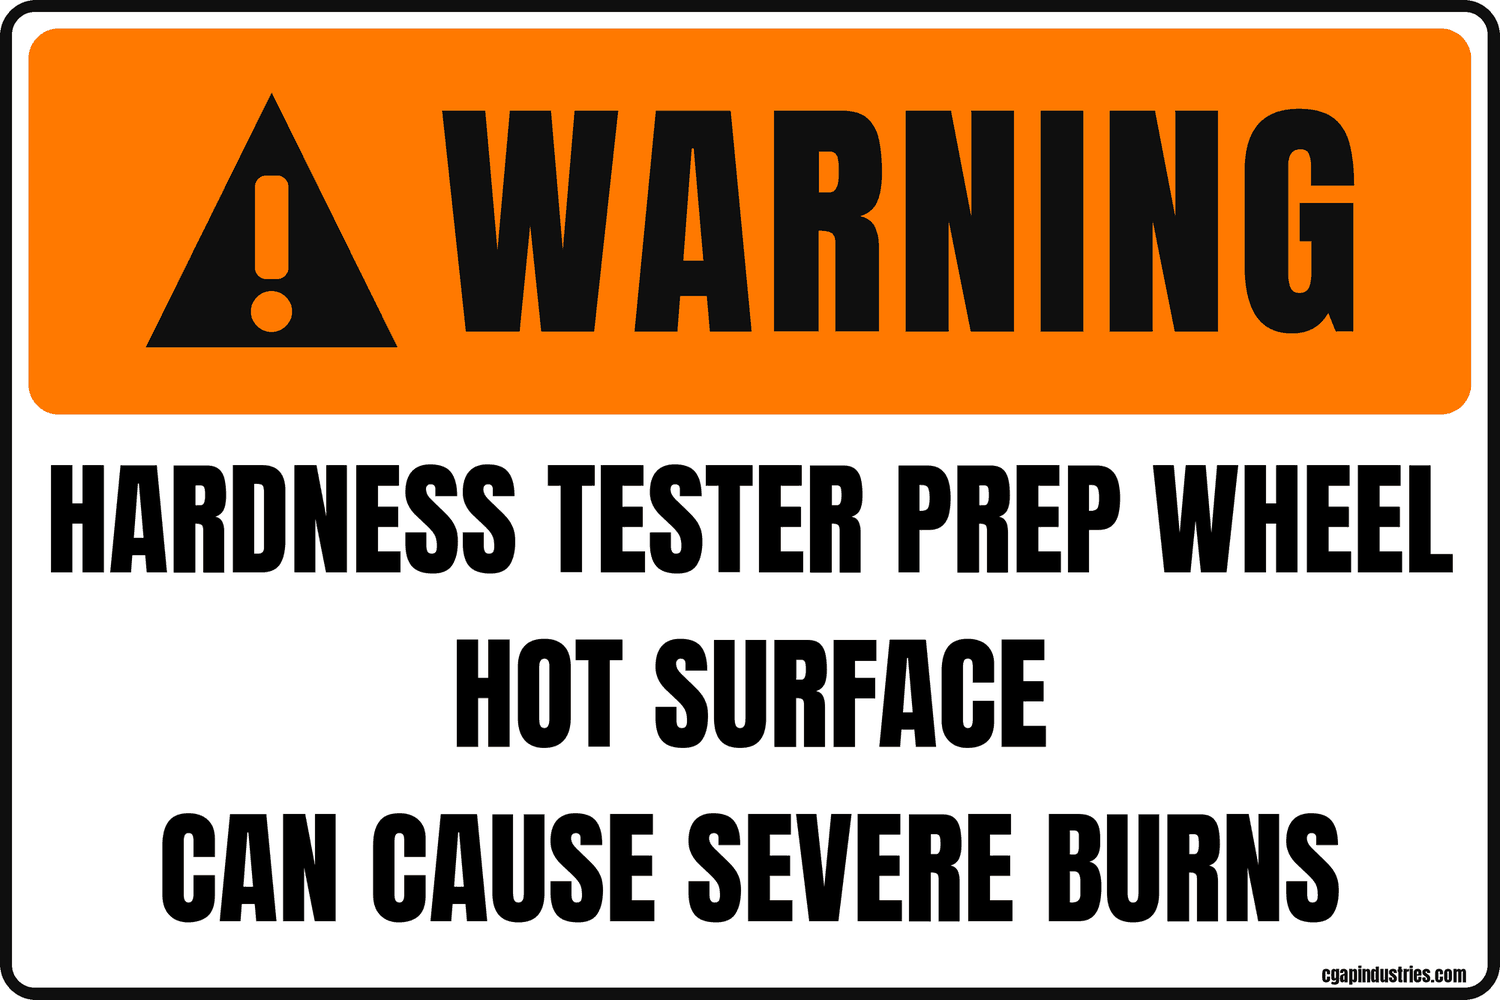 WARNING
HARDNESS TESTER PREP WHEEL
HOT SURFACE
CAN CAUSE SEVERE BURNS
cgapindustries.com